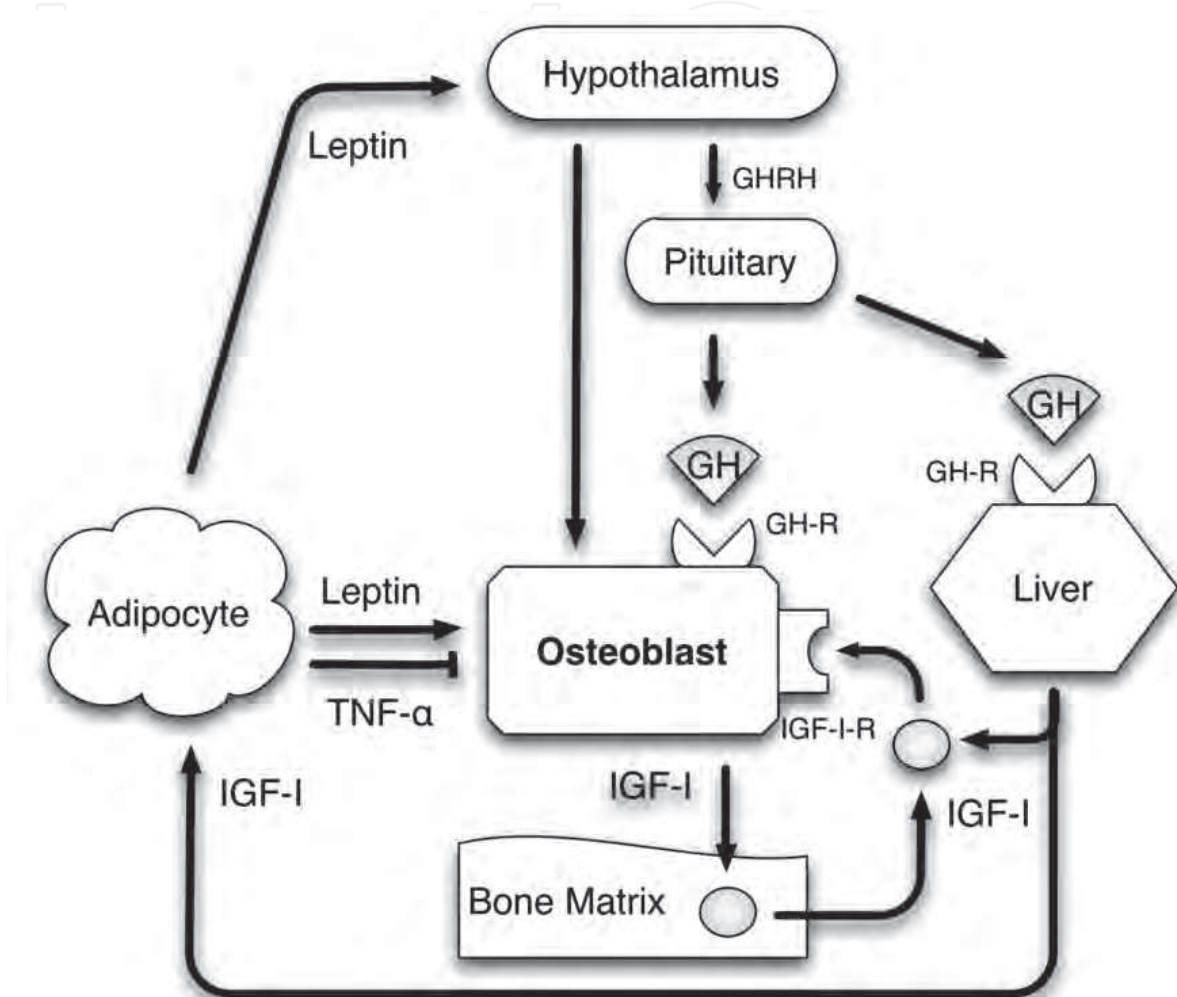 Hypothalamus
Leptin
GHRH
Pituitary
GH
GH-R
GH
GH-R
Liver
Adipocyte
Leptin
TNF-α
Osteoblast
IGF-I-R
IGF-I
IGF-I
IGF-I
Bone Matrix